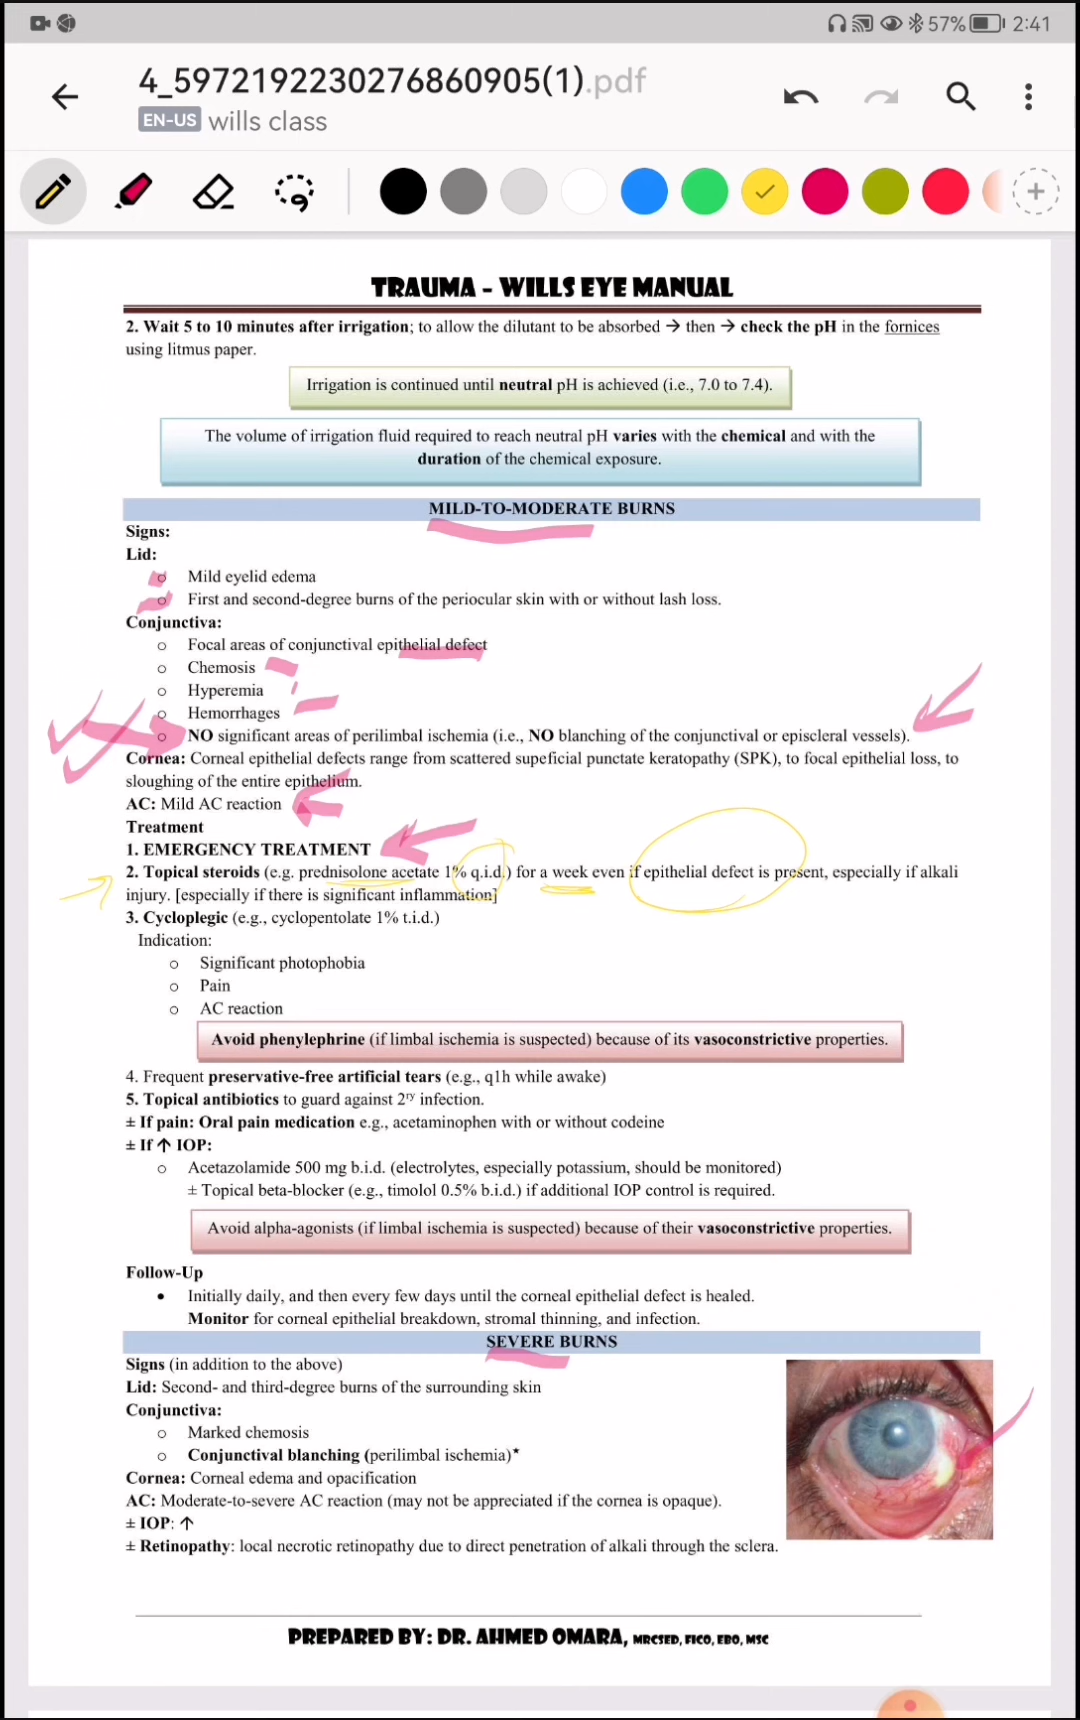 57% 2:41
4_5972192230276860905(1).pdf
EN-US wills class
TRAUMA - WILLS EYE MANUAL
2. Wait 5 to 10 minutes after irrigation; to allow the dilutant to be absorbed → then → check the pH in the fornices
using litmus paper.
Irrigation is continued until neutral pH is achieved (i.e., 7.0 to 7.4).
The volume of irrigation fluid required to reach neutral pH varies with the chemical and with the
duration of the chemical exposure.
MILD-TO-MODERATE BURNS
Signs:
Lid:
o Mild eyelid edema
o First and second-degree burns of the periocular skin with or without lash loss.
Conjunctiva:
o Focal areas of conjunctival epithelial defect
o Chemosis
o Hyperemia
o Hemorrhages
o NO significant areas of perilimbal ischemia (i.e., NO blanching of the conjunctival or episcleral vessels).
Cornea: Corneal epithelial defects range from scattered supeficial punctate keratopathy (SPK), to focal epithelial loss, to
sloughing of the entire epithelium.
AC: Mild AC reaction
Treatment
1. EMERGENCY TREATMENT
2. Topical steroids (e.g. prednisolone acetate 1% q.i.d.) for a week even if epithelial defect is present, especially if alkali
injury. [especially if there is significant inflammation]
3. Cycloplegic (e.g., cyclopentolate 1% t.i.d.)
Indication:
o Significant photophobia
o Pain
o AC reaction
Avoid phenylephrine (if limbal ischemia is suspected) because of its vasoconstrictive properties.
4. Frequent preservative-free artificial tears (e.g., q1h while awake)
5. Topical antibiotics to guard against 2ry infection.
± If pain: Oral pain medication e.g., acetaminophen with or without codeine
± If ↑ IOP:
o Acetazolamide 500 mg b.i.d. (electrolytes, especially potassium, should be monitored)
± Topical beta-blocker (e.g., timolol 0.5% b.i.d.) if additional IOP control is required.
Avoid alpha-agonists (if limbal ischemia is suspected) because of their vasoconstrictive properties.
Follow-Up
• Initially daily, and then every few days until the corneal epithelial defect is healed.
Monitor for corneal epithelial breakdown, stromal thinning, and infection.
SEVERE BURNS
Signs (in addition to the above)
Lid: Second- and third-degree burns of the surrounding skin
Conjunctiva:
o Marked chemosis
o Conjunctival blanching (perilimbal ischemia)*
Cornea: Corneal edema and opacification
AC: Moderate-to-severe AC reaction (may not be appreciated if the cornea is opaque).
± IOP: ↑
± Retinopathy: local necrotic retinopathy due to direct penetration of alkali through the sclera.
PREPARED BY: DR. AHMED OMARA, MRCSED, FICO, EBO, MSC